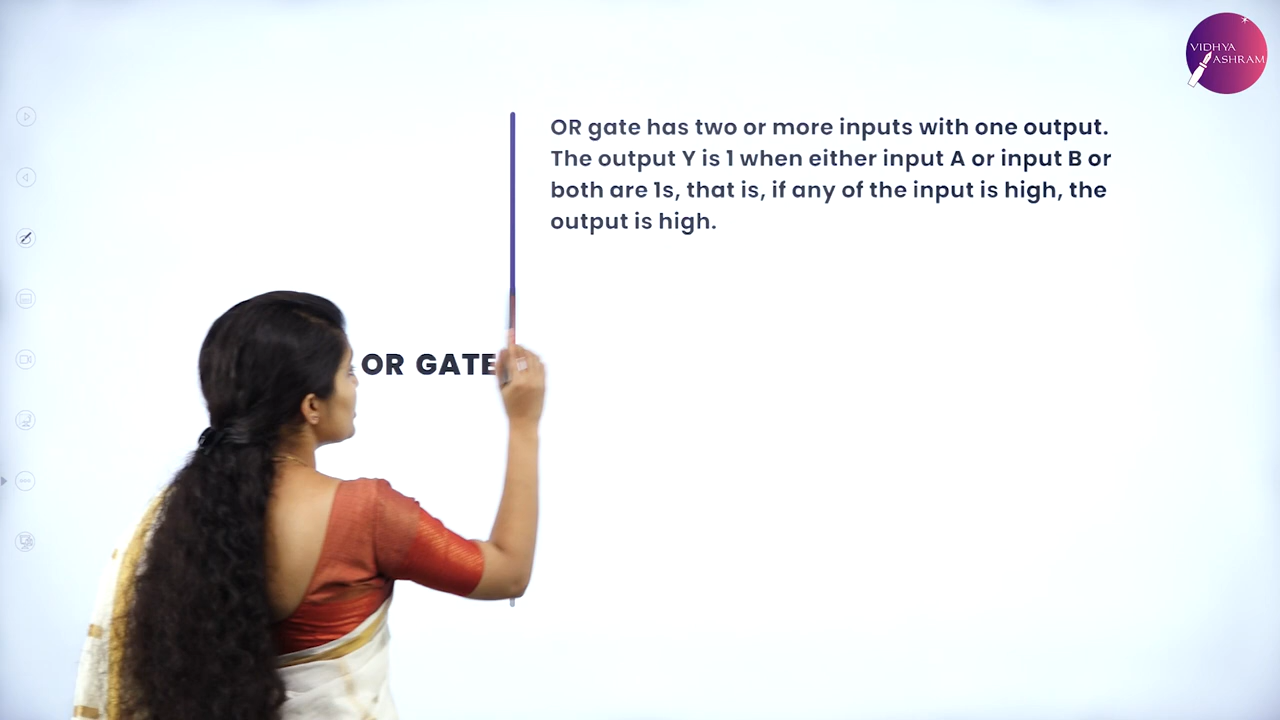 VIDHYA
ASHRAM
OR gate has two or more inputs with one output.
The output Y is 1 when either input A or input B or
both are 1s, that is, if any of the input is high, the
output is high.
OR GATE